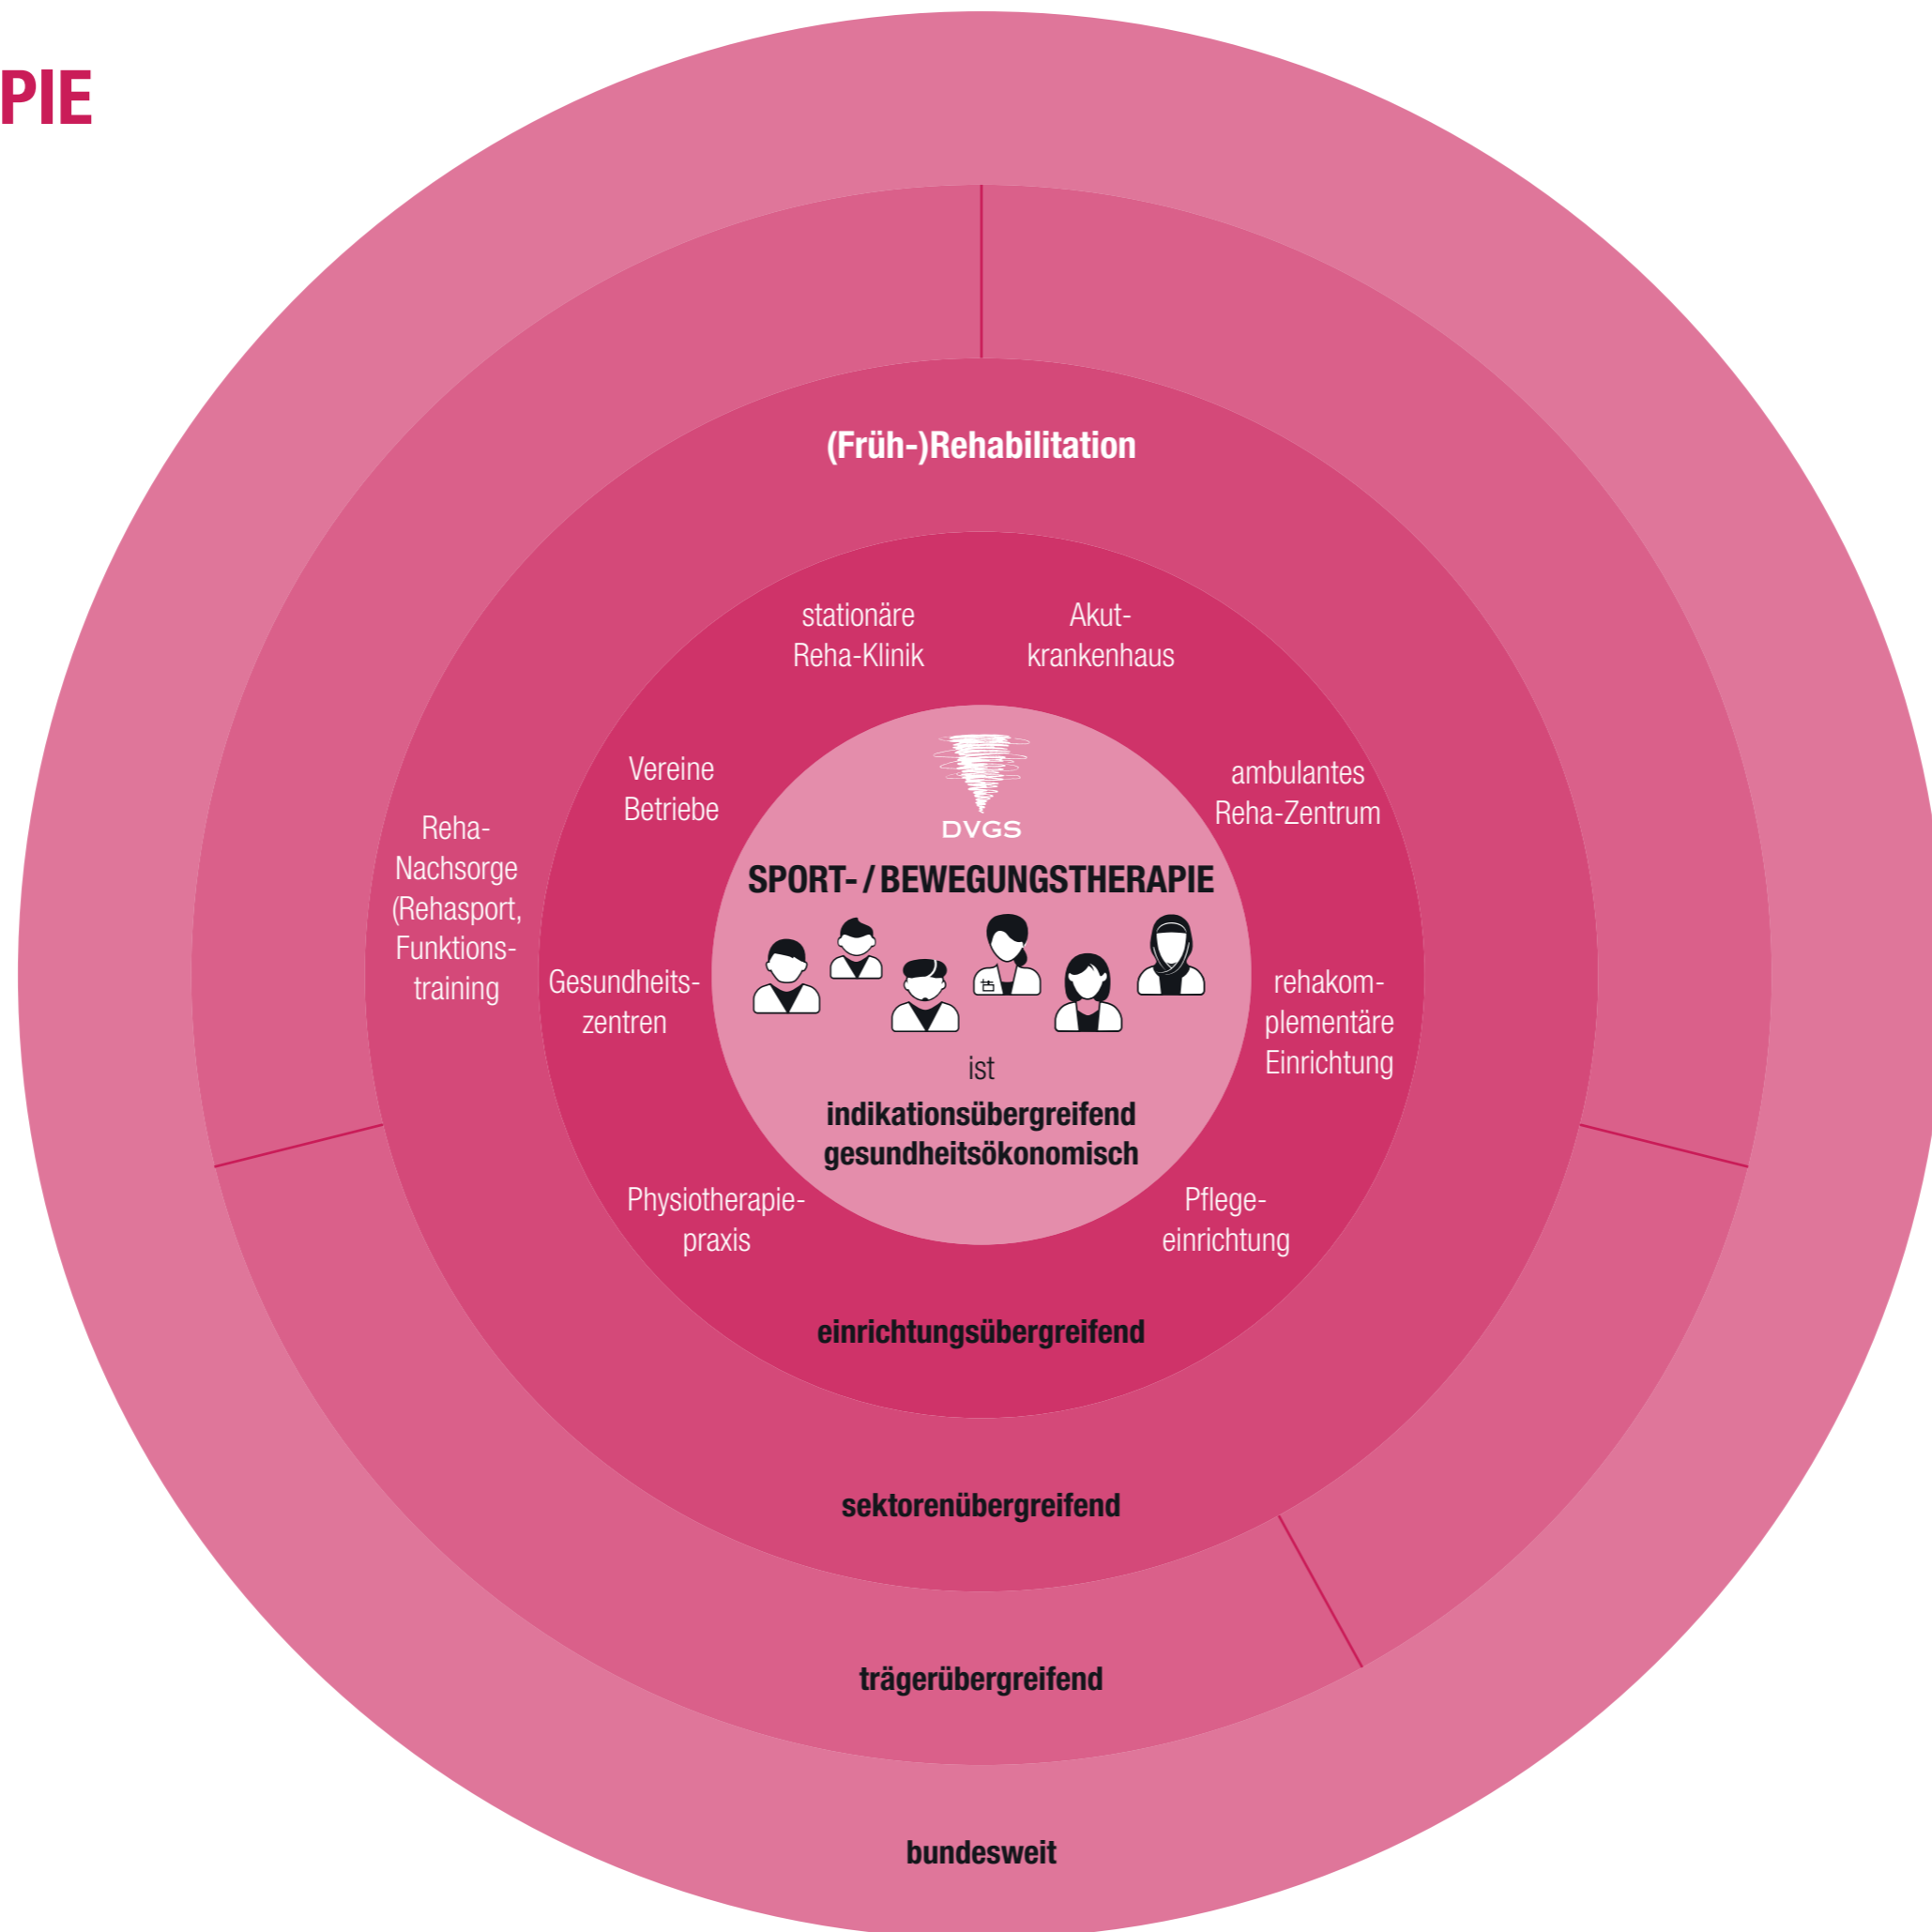 PIE
(Früh-)Rehabilitation
stationäre
Reha-Klinik
Akut-
krankenhaus
Vereine
Betriebe
ambulantes
Reha-Zentrum
Reha-
Nachsorge
(Rehasport,
Funktions-
training
Gesundheits-
zentren
DVGS
SPORT- / BEWEGUNGSTHERAPIE
ist
indikationsübergreifend
gesundheitsökonomisch
rehakom-
plementäre
Einrichtung
Physiotherapie-
praxis
Pflege-
einrichtung
einrichtungsübergreifend
sektorenübergreifend
trägerübergreifend
bundesweit